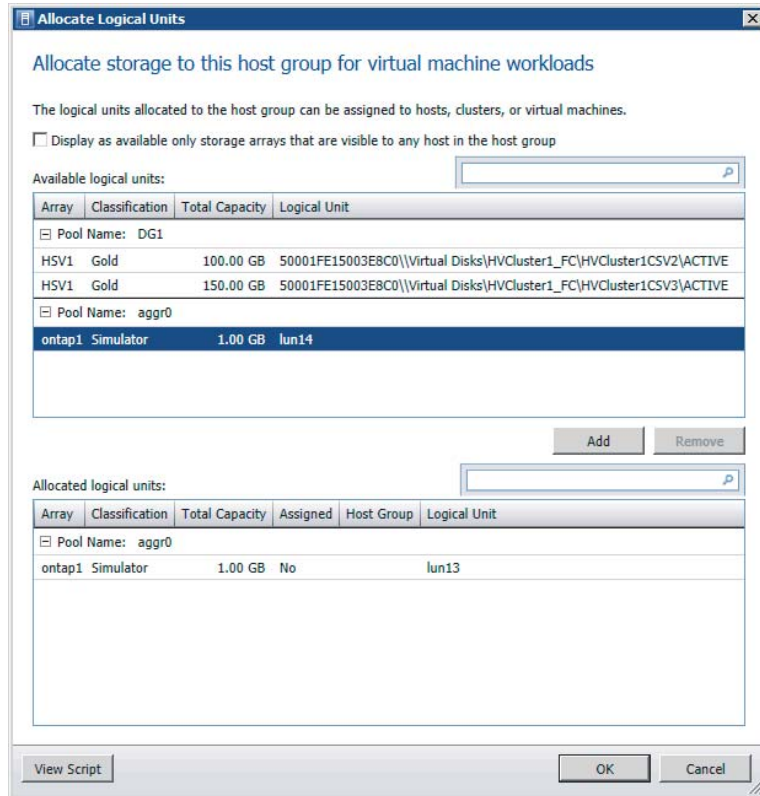 Allocate Logical Units
Allocate storage to this host group for virtual machine workloads
The logical units allocated to the host group can be assigned to hosts, clusters, or virtual machines.
Display as available only storage arrays that are visible to any host in the host group
Available logical units:
Array Classification Total Capacity Logical Unit
Pool Name: DG1
HSV1 Gold 100.00 GB 50001FE15003E8C0\\Virtual Disks\HVCluster1_FC\HVCluster1CSV2\ACTIVE
HSV1 Gold 150.00 GB 50001FE15003E8C0\\Virtual Disks\HVCluster1_FC\HVCluster1CSV3\ACTIVE
Pool Name: aggr0
ontap1 Simulator 1.00 GB lun14
Add Remove
Allocated logical units:
Array Classification Total Capacity Assigned Host Group Logical Unit
Pool Name: aggr0
ontap1 Simulator 1.00 GB No lun13
View Script OK Cancel